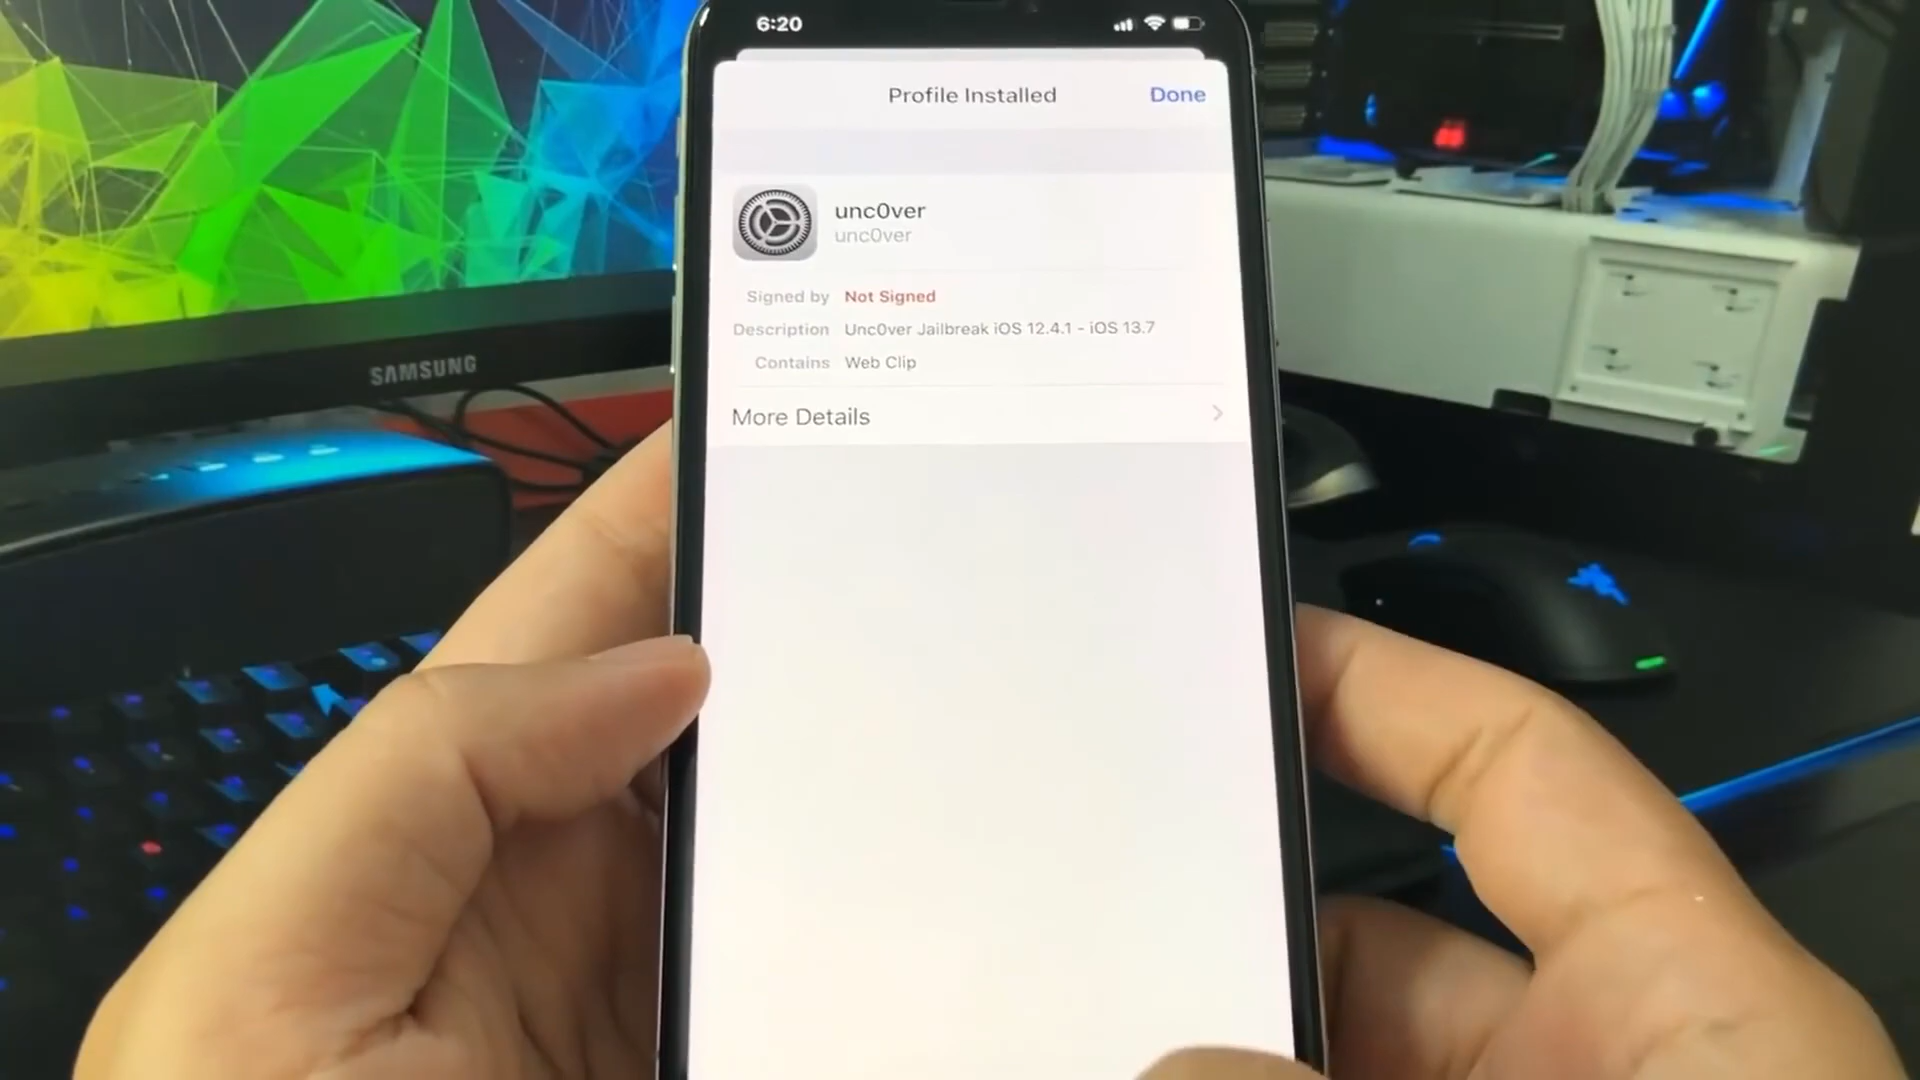 6:20
Profile Installed
Done
unc0ver
unc0ver
Signed by Not Signed
Description Unc0ver Jailbreak iOS 12.4.1 - iOS 13.7
Contains Web Clip
More Details
SAMSUNG